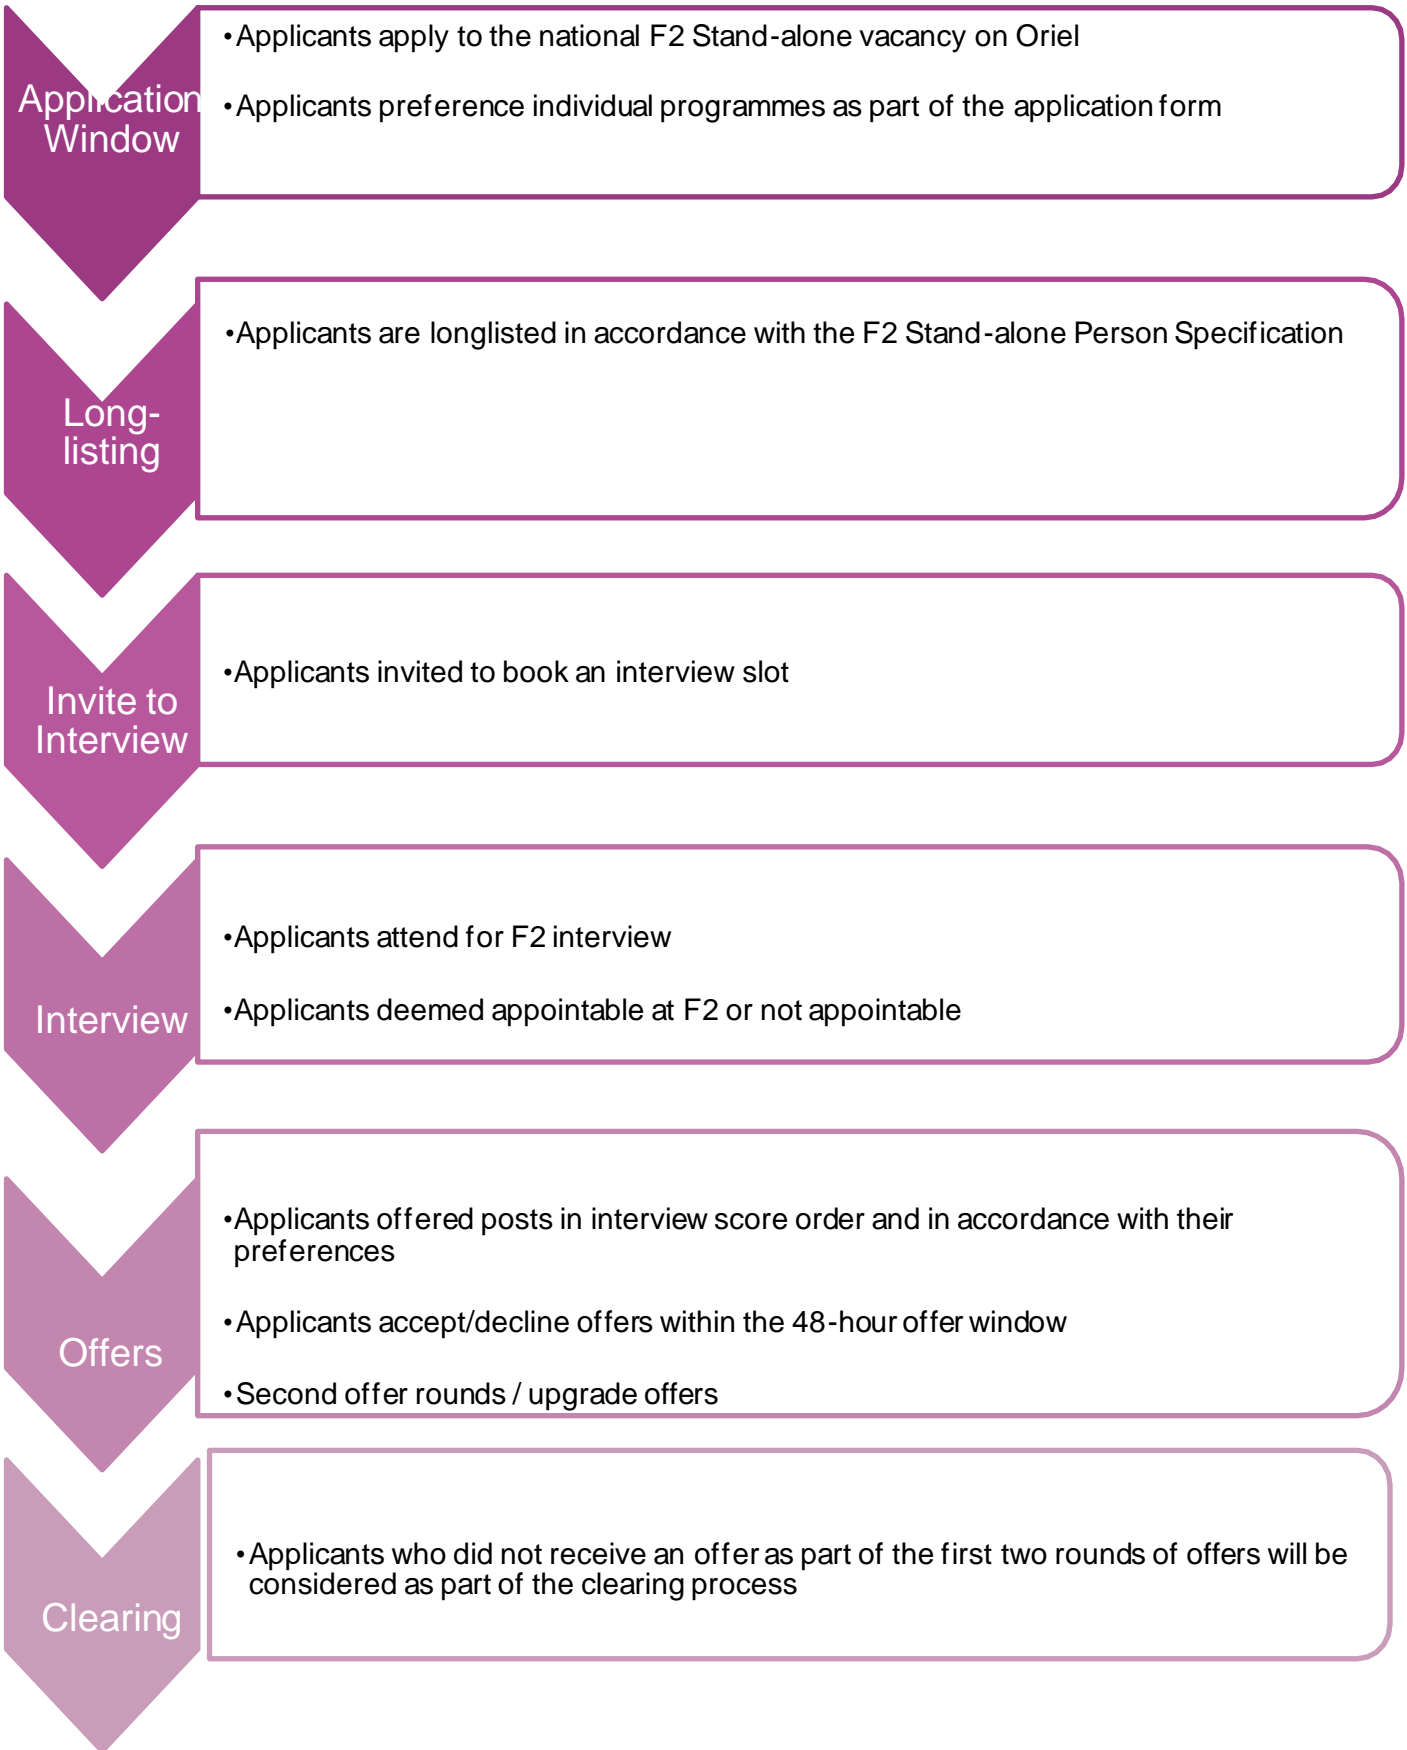 Application
Window
•Applicants apply to the national F2 Stand-alone vacancy on Oriel
•Applicants preference individual programmes as part of the application form
Long-
listing
•Applicants are longlisted in accordance with the F2 Stand-alone Person Specification
Invite to
Interview
•Applicants invited to book an interview slot
Interview
•Applicants attend for F2 interview
•Applicants deemed appointable at F2 or not appointable
Offers
•Applicants offered posts in interview score order and in accordance with their
preferences
•Applicants accept/decline offers within the 48-hour offer window
•Second offer rounds / upgrade offers
Clearing
•Applicants who did not receive an offer as part of the first two rounds of offers will be
considered as part of the clearing process